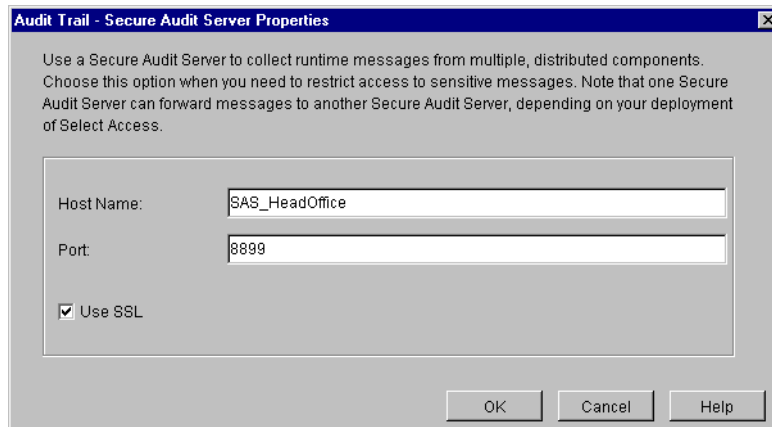 Audit Trail - Secure Audit Server Properties
Use a Secure Audit Server to collect runtime messages from multiple, distributed components.
Choose this option when you need to restrict access to sensitive messages. Note that one Secure
Audit Server can forward messages to another Secure Audit Server, depending on your deployment
of Select Access.
Host Name: SAS_HeadOffice
Port: 8899
Use SSL
OK Cancel Help